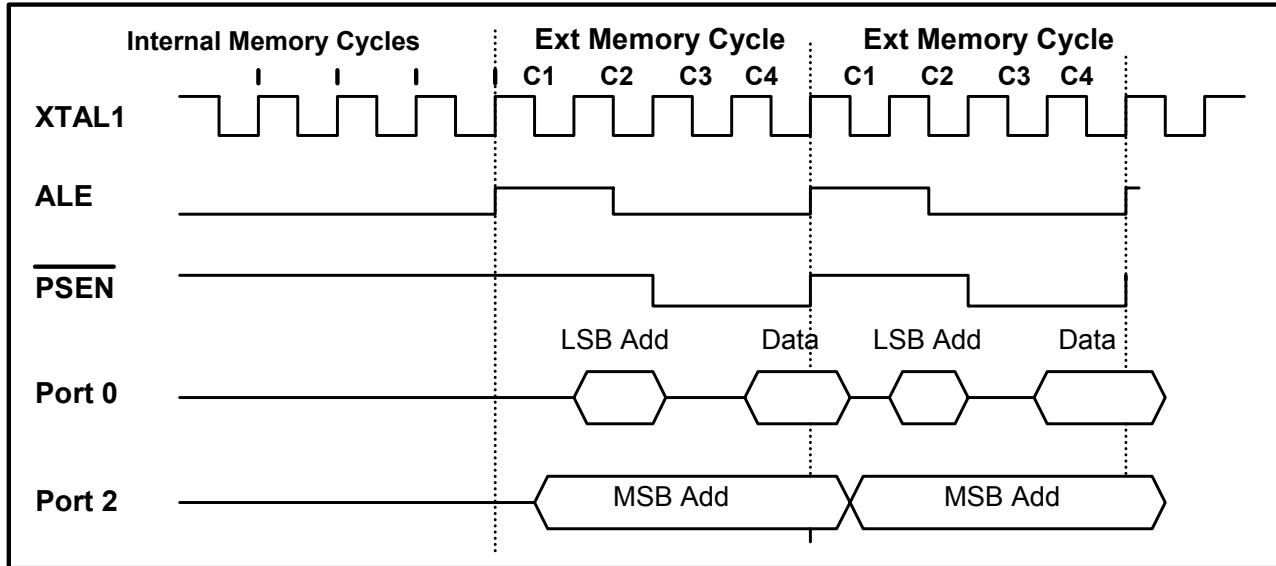 Internal Memory Cycles
Ext Memory Cycle
Ext Memory Cycle
C1 C2 C3 C4 C1 C2 C3 C4
XTAL1
ALE
PSEN
LSB Add Data LSB Add Data
Port 0
Port 2
MSB Add MSB Add